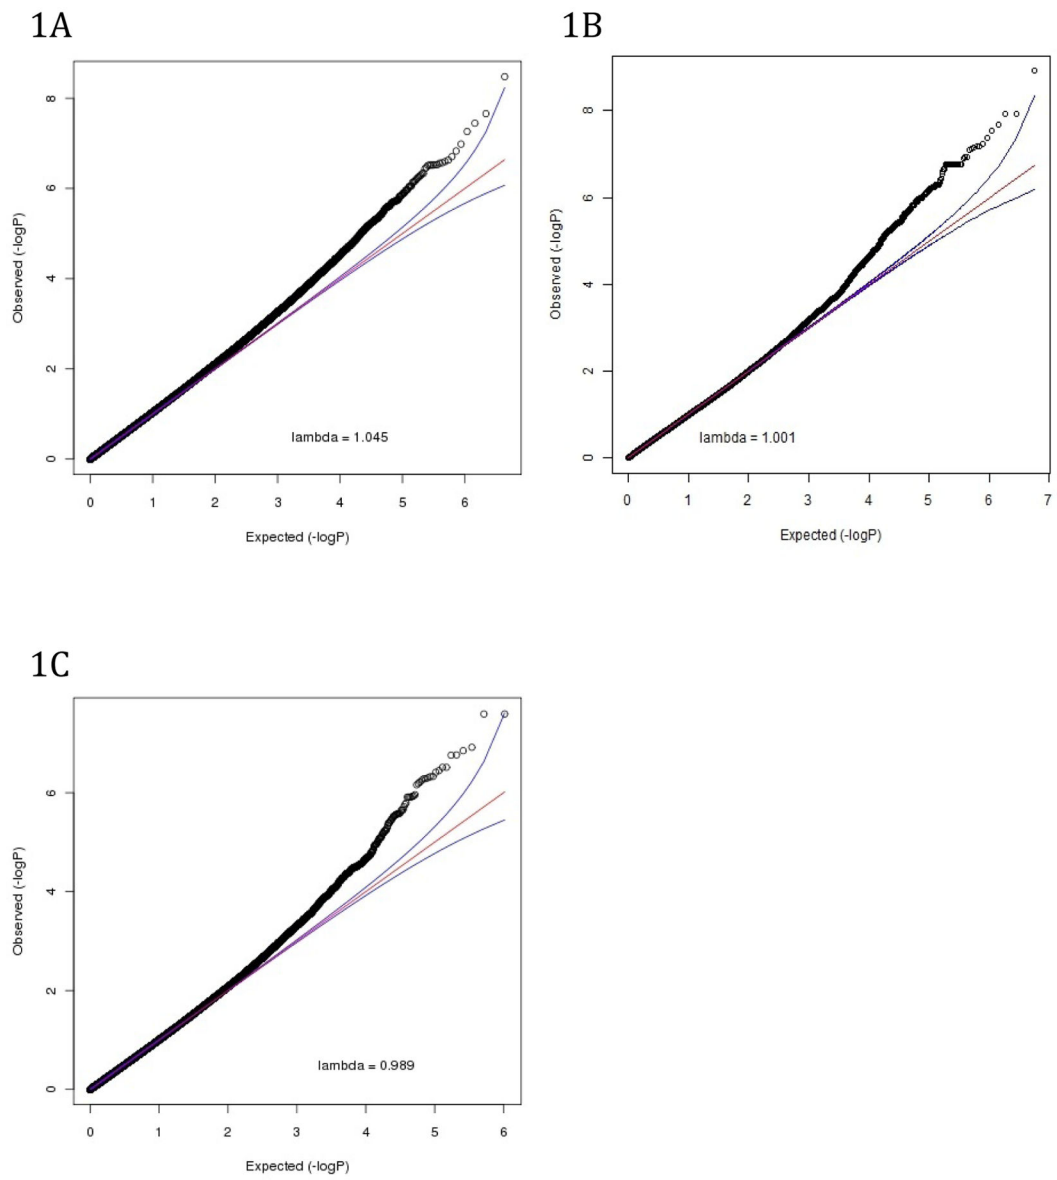 1A
8
6
4
2
0
Observed (-logP)
lambda = 1.045
0 1 2 3 4 5 6
Expected (-logP)
1B
8
6
4
2
0
Observed (-logP)
lambda = 1.001
0 1 2 3 4 5 6 7
Expected (-logP)
1C
6
4
2
0
Observed (-logP)
lambda = 0.989
0 1 2 3 4 5 6
Expected (-logP)